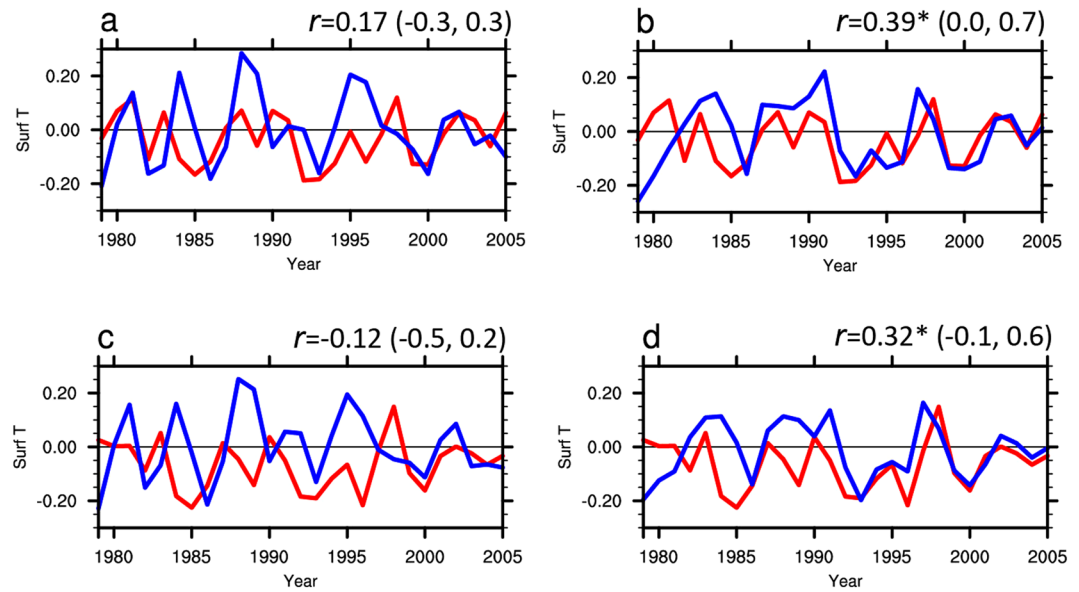 a r=0.17 (-0.3, 0.3)
0.20
0.00
-0.20
Surf T
1980 1985 1990 1995 2000 2005
Year
b r=0.39* (0.0, 0.7)
0.20
0.00
-0.20
Surf T
1980 1985 1990 1995 2000 2005
Year
c r=-0.12 (-0.5, 0.2)
0.20
0.00
-0.20
Surf T
1980 1985 1990 1995 2000 2005
Year
d r=0.32* (-0.1, 0.6)
0.20
0.00
-0.20
Surf T
1980 1985 1990 1995 2000 2005
Year